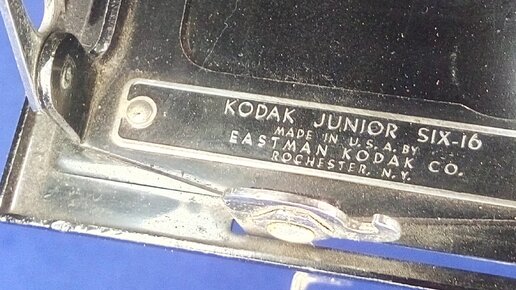 KODAK JUNIOR SIX-16
MADE IN U.S.A. BY
EASTMAN KODAK CO.
ROCHESTER, N.Y.